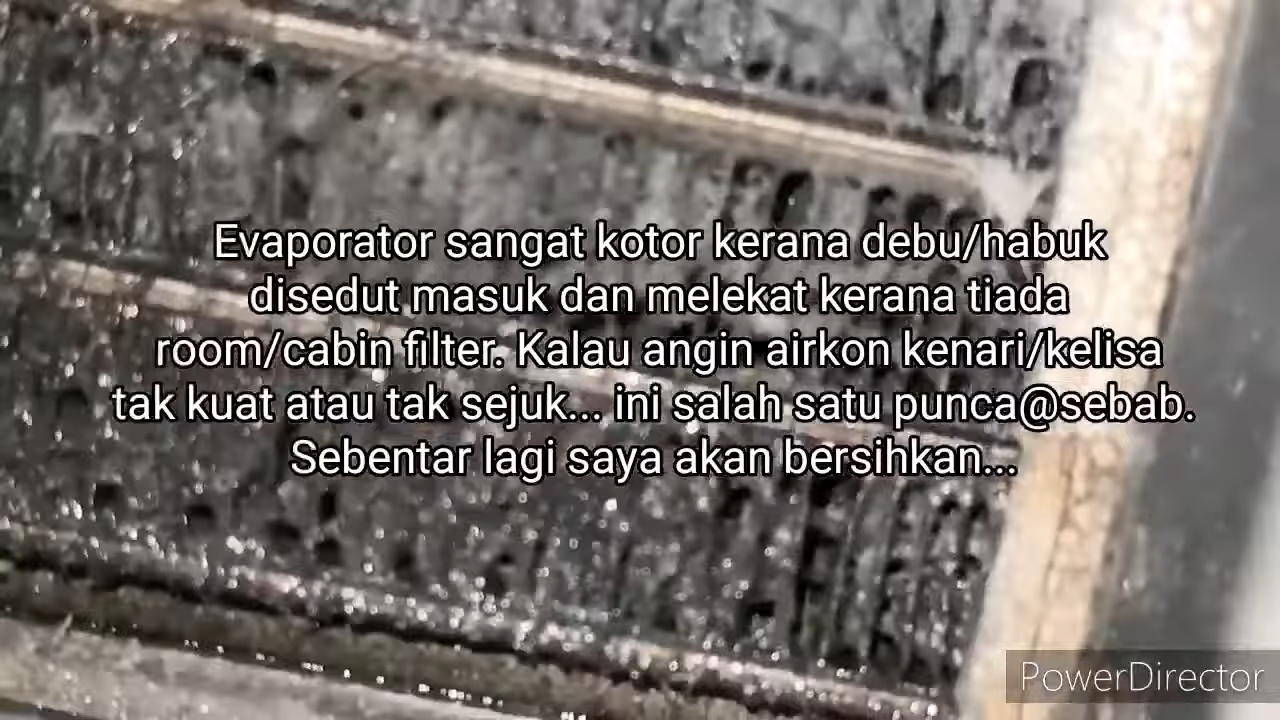 Evaporator sangat kotor kerana debu/habuk
disedut masuk dan melekat kerana tiada
room/cabin filter. Kalau angin airkon kenari/kelisa
tak kuat atau tak sejuk... ini salah satu punca@sebab.
Sebentar lagi saya akan bersihkan...
PowerDirector